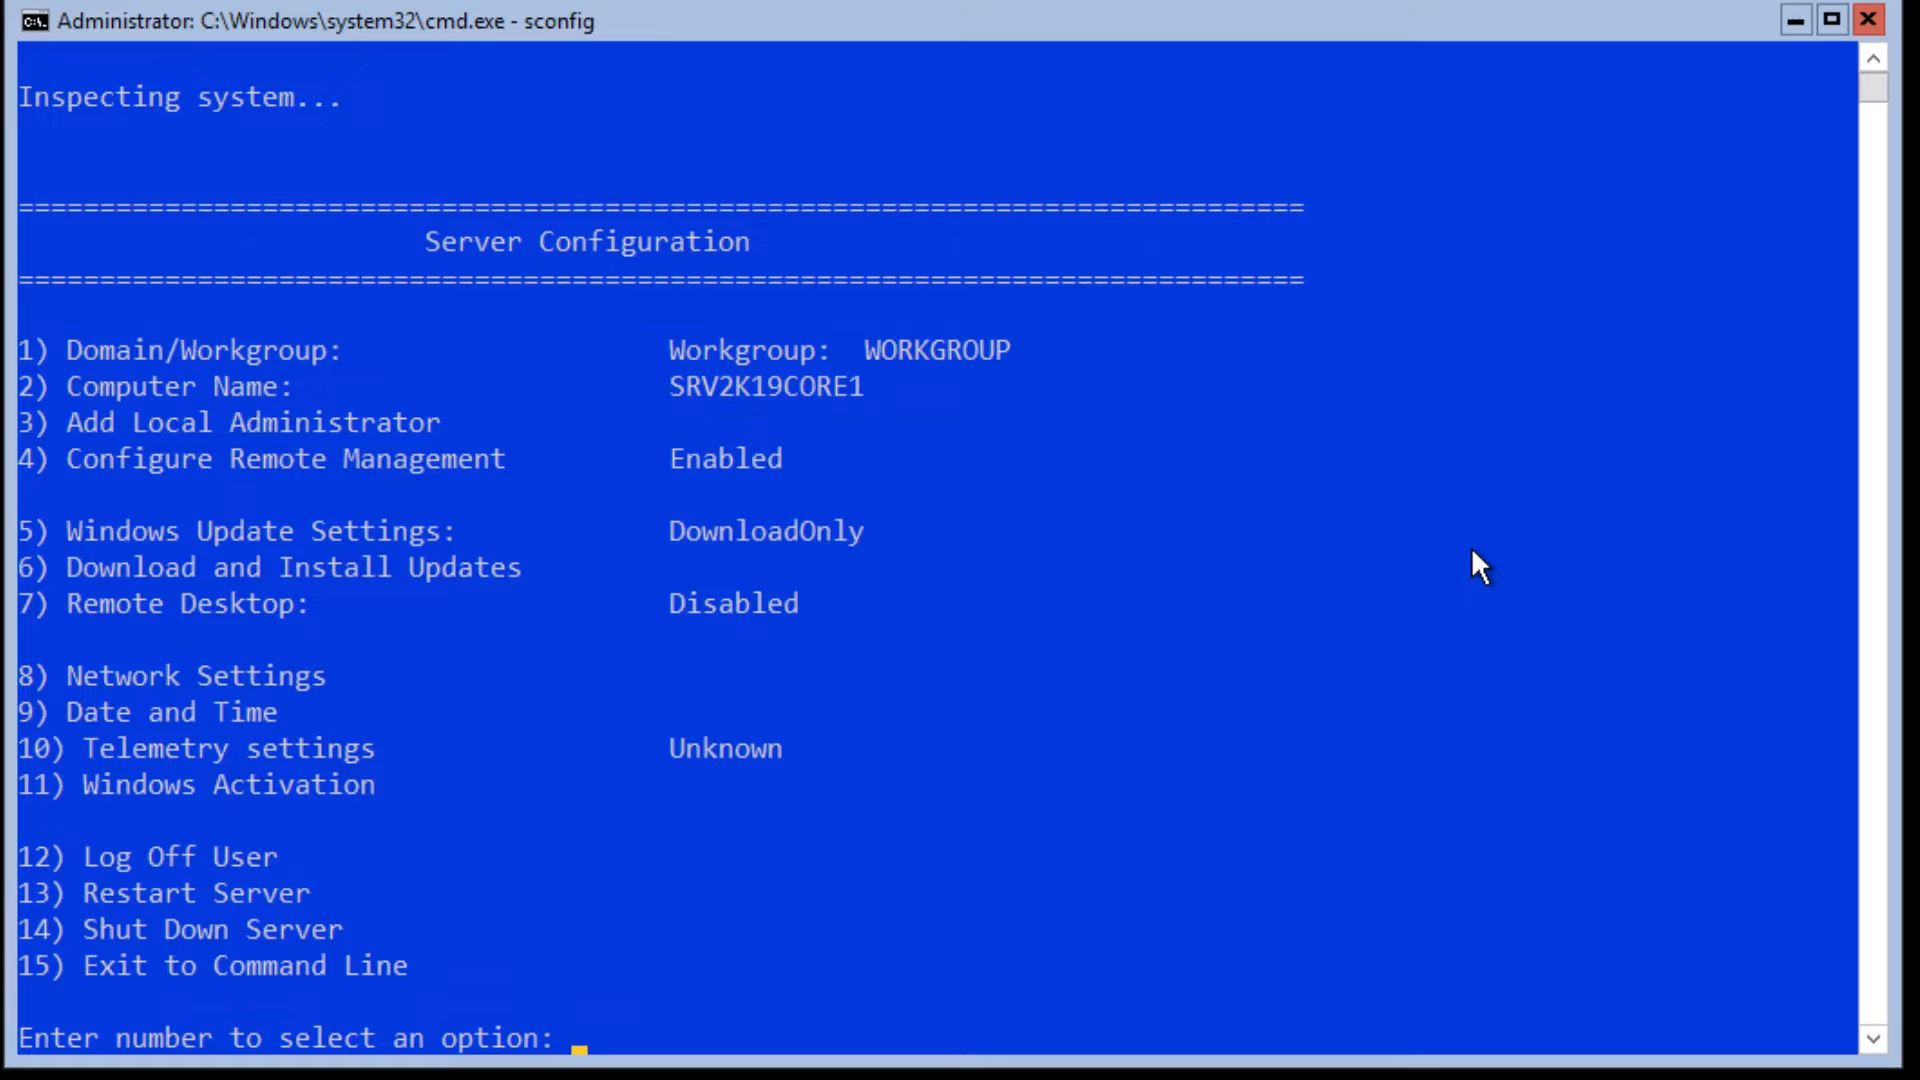 Administrator: C:\Windows\system32\cmd.exe - sconfig
Inspecting system...
===============================================================================
Server Configuration
===============================================================================
1) Domain/Workgroup: Workgroup: WORKGROUP
2) Computer Name: SRV2K19CORE1
3) Add Local Administrator
4) Configure Remote Management Enabled
5) Windows Update Settings: DownloadOnly
6) Download and Install Updates
7) Remote Desktop: Disabled
8) Network Settings
9) Date and Time
10) Telemetry settings Unknown
11) Windows Activation
12) Log Off User
13) Restart Server
14) Shut Down Server
15) Exit to Command Line
Enter number to select an option: